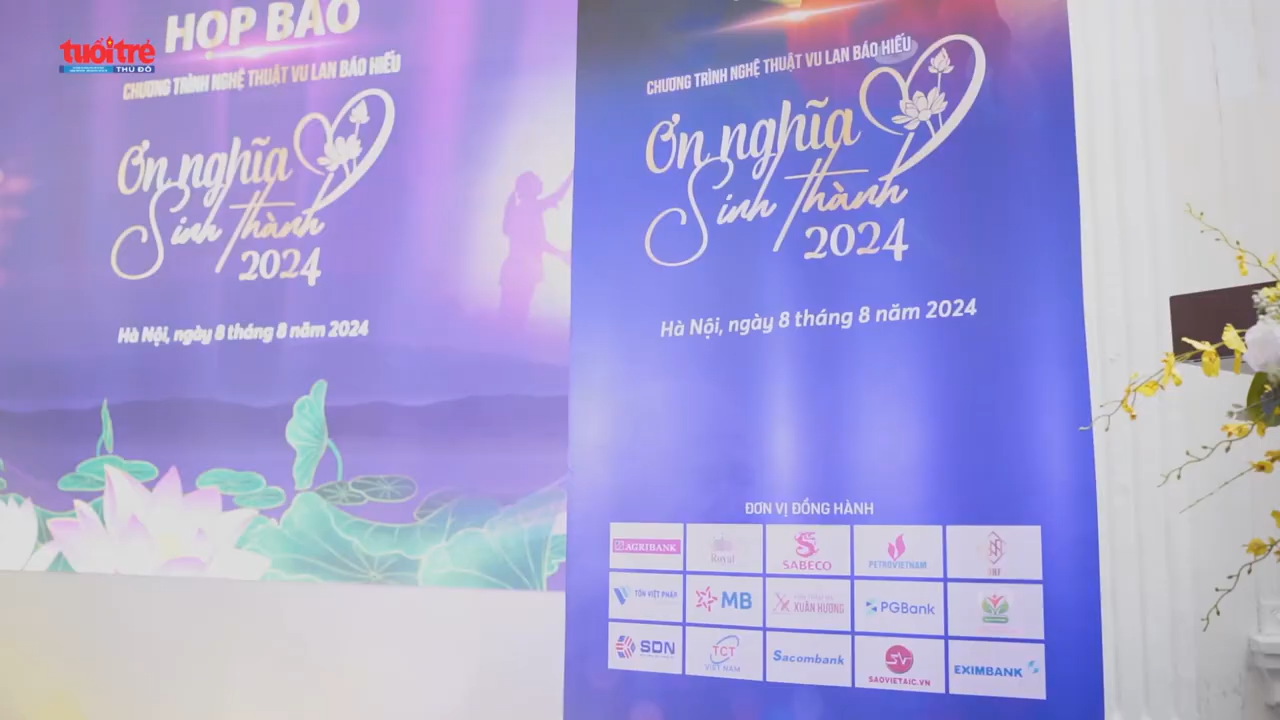 tuổi trẻ
THỦ ĐÔ
HỌP BÁO
CHƯƠNG TRÌNH NGHỆ THUẬT VU LAN BÁO HIẾU
Ơn nghĩa
Sinh Thành
2024
Hà Nội, ngày 8 tháng 8 năm 2024
CHƯƠNG TRÌNH NGHỆ THUẬT VU LAN BÁO HIẾU
Ơn nghĩa
Sinh Thành
2024
Hà Nội, ngày 8 tháng 8 năm 2024
ĐƠN VỊ ĐỒNG HÀNH
AGRIBANK
Royal
SABECO
PETROVIETNAM
TÔN VIỆT PHÁP
MB
XUÂN HƯƠNG
PGBank
SDN
TCT
VIỆT NAM
Sacombank
SV
SAOVIETAIC.VN
EXIMBANK